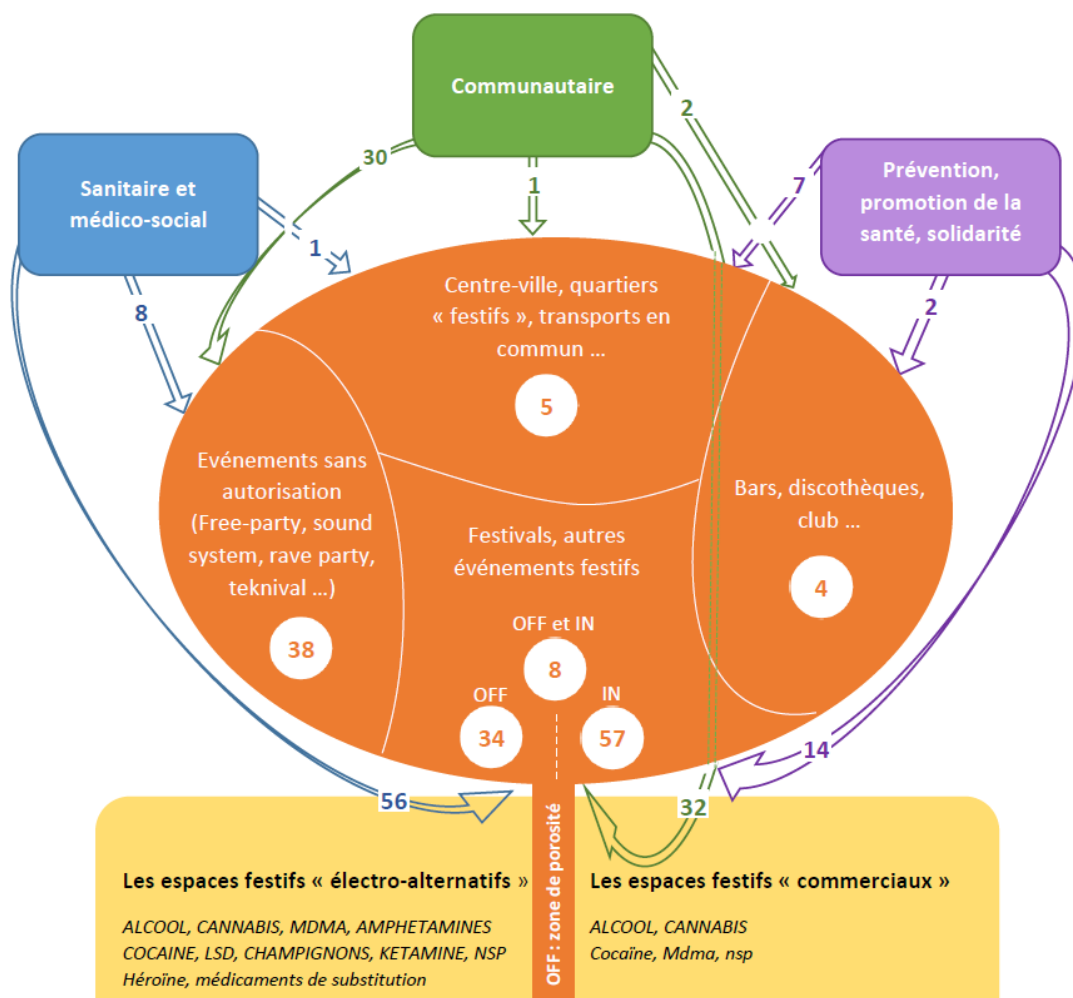 Communautaire
2
30
Sanitaire et
médico-social
7
Prévention,
promotion de la
santé, solidarité
1
1
8
2
Centre-ville, quartiers
« festifs », transports en
commun ...
5
Evénements sans
autorisation
(Free-party, sound
system, rave party,
teknival ...)
38
Bars, discothèques,
club ...
4
Festivals, autres
événements festifs
OFF et IN
8
OFF
34
IN
57
14
56
32
OFF : zone de porosité
Les espaces festifs « électro-alternatifs »
ALCOOL, CANNABIS, MDMA, AMPHETAMINES
COCAINE, LSD, CHAMPIGNONS, KETAMINE, NSP
Héroïne, médicaments de substitution
Les espaces festifs « commerciaux »
ALCOOL, CANNABIS
Cocaïne, Mdma, nsp